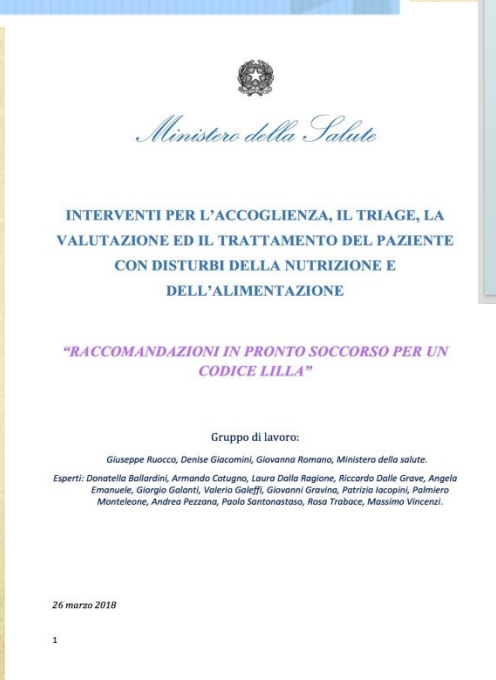 Ministero della Salute
INTERVENTI PER L'ACCOGLIENZA, IL TRIAGE, LA
VALUTAZIONE ED IL TRATTAMENTO DEL PAZIENTE
CON DISTURBI DELLA NUTRIZIONE E
DELL'ALIMENTAZIONE
“RACCOMANDAZIONI IN PRONTO SOCCORSO PER UN
CODICE LILLA”
Gruppo di lavoro:
Giuseppe Ruocco, Denise Giacomini, Giovanna Romano, Ministero della salute.
Esperti: Donatella Ballardini, Armando Cotugno, Laura Dalla Ragione, Riccardo Dalle Grave, Angela
Emanuele, Giorgio Galanti, Valerio Galeffi, Giovanni Gravina, Patrizia Iacopini, Palmiero
Monteleone, Andrea Pezzana, Paolo Santonastaso, Rosa Trabace, Massimo Vincenzi.
26 marzo 2018
1